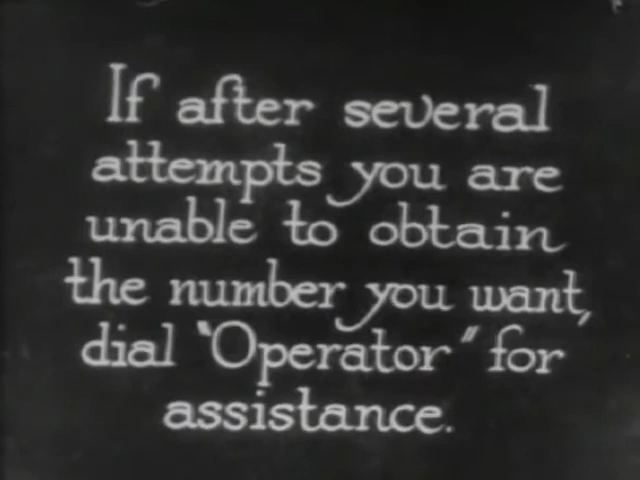 If after several
attempts you are
unable to obtain
the number you want,
dial "Operator" for
assistance.